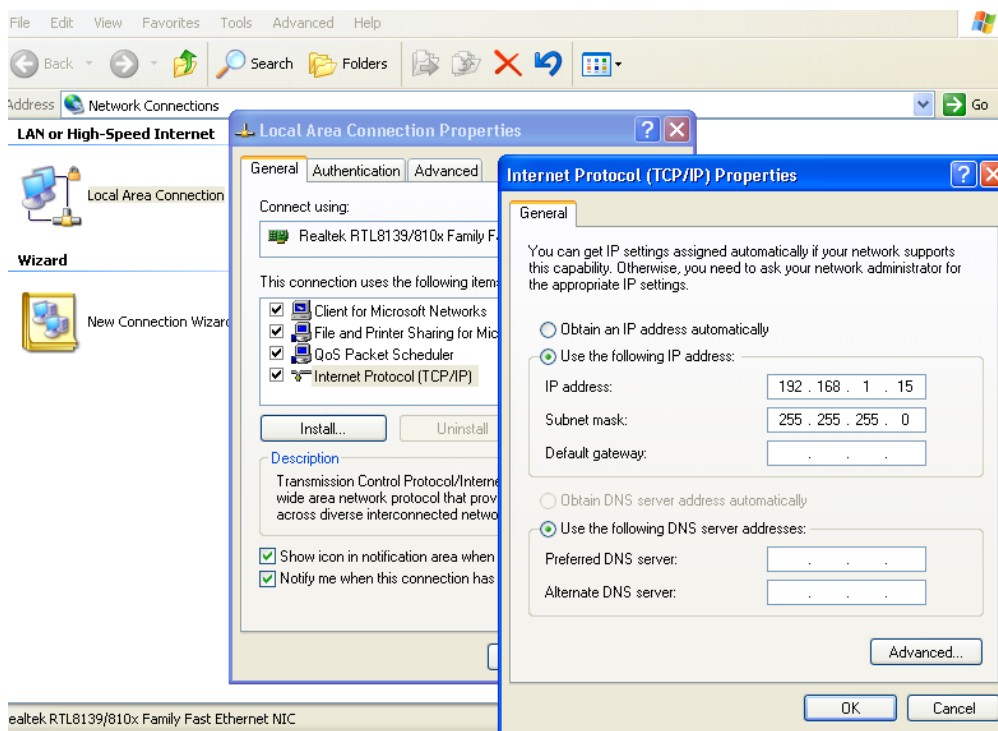 File Edit View Favorites Tools Advanced Help
Back Search Folders
Address Network Connections Go
LAN or High-Speed Internet
Local Area Connection
Wizard
New Connection Wizard
Local Area Connection Properties
General Authentication Advanced
Connect using:
Realtek RTL8139/810x Family F
This connection uses the following item
Client for Microsoft Networks
File and Printer Sharing for Mic
QoS Packet Scheduler
Internet Protocol (TCP/IP)
Install... Uninstall
Description
Transmission Control Protocol/Interne
wide area network protocol that prov
across diverse interconnected netwo
Show icon in notification area when
Notify me when this connection has
Internet Protocol (TCP/IP) Properties
General
You can get IP settings assigned automatically if your network supports
this capability. Otherwise, you need to ask your network administrator for
the appropriate IP settings.
Obtain an IP address automatically
Use the following IP address:
IP address: 192 . 168 . 1 . 15
Subnet mask: 255 . 255 . 255 . 0
Default gateway: . . .
Obtain DNS server address automatically
Use the following DNS server addresses:
Preferred DNS server: . . .
Alternate DNS server: . . .
Advanced...
OK Cancel
ealtek RTL8139/810x Family Fast Ethernet NIC